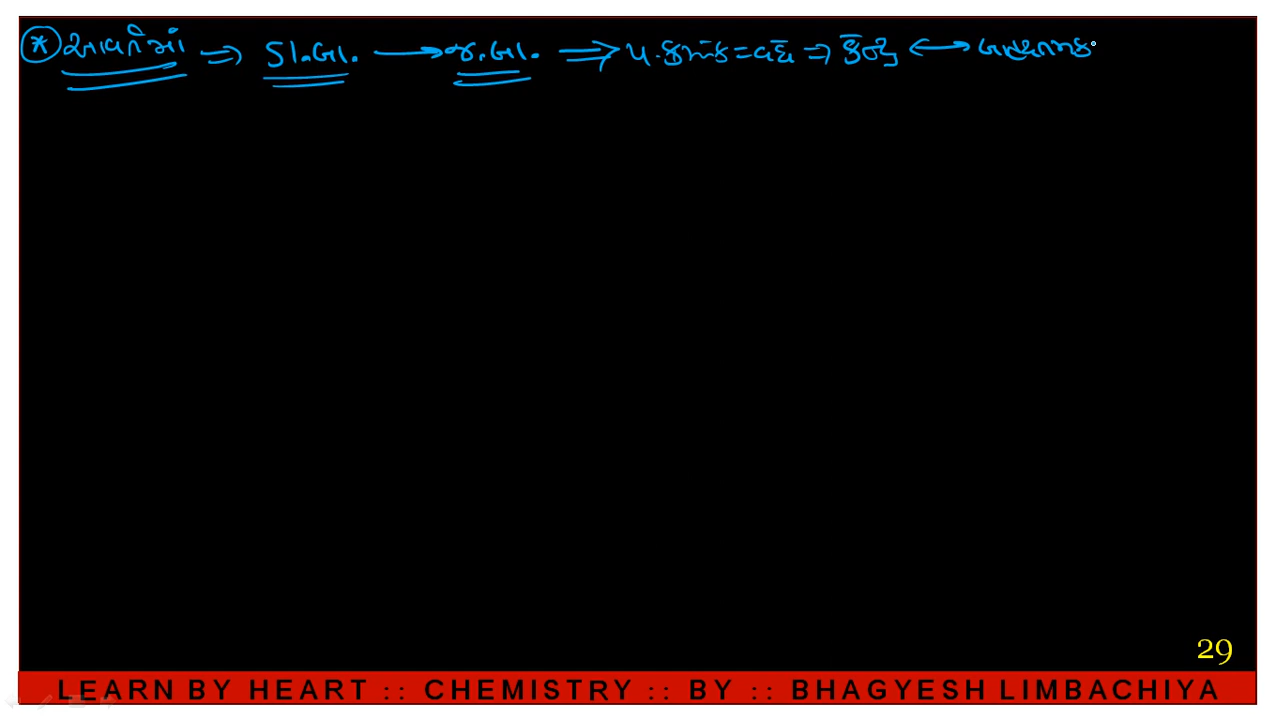 * આવર્તમાં ⇒ ડા.બા. → જ.બા. ⇒ પ.ક્રમાંક = વધે ⇒ કેન્દ્ર ↔
29
LEARN BY HEART :: CHEMISTRY :: BY :: BHAGYESH LIMBACHIYA